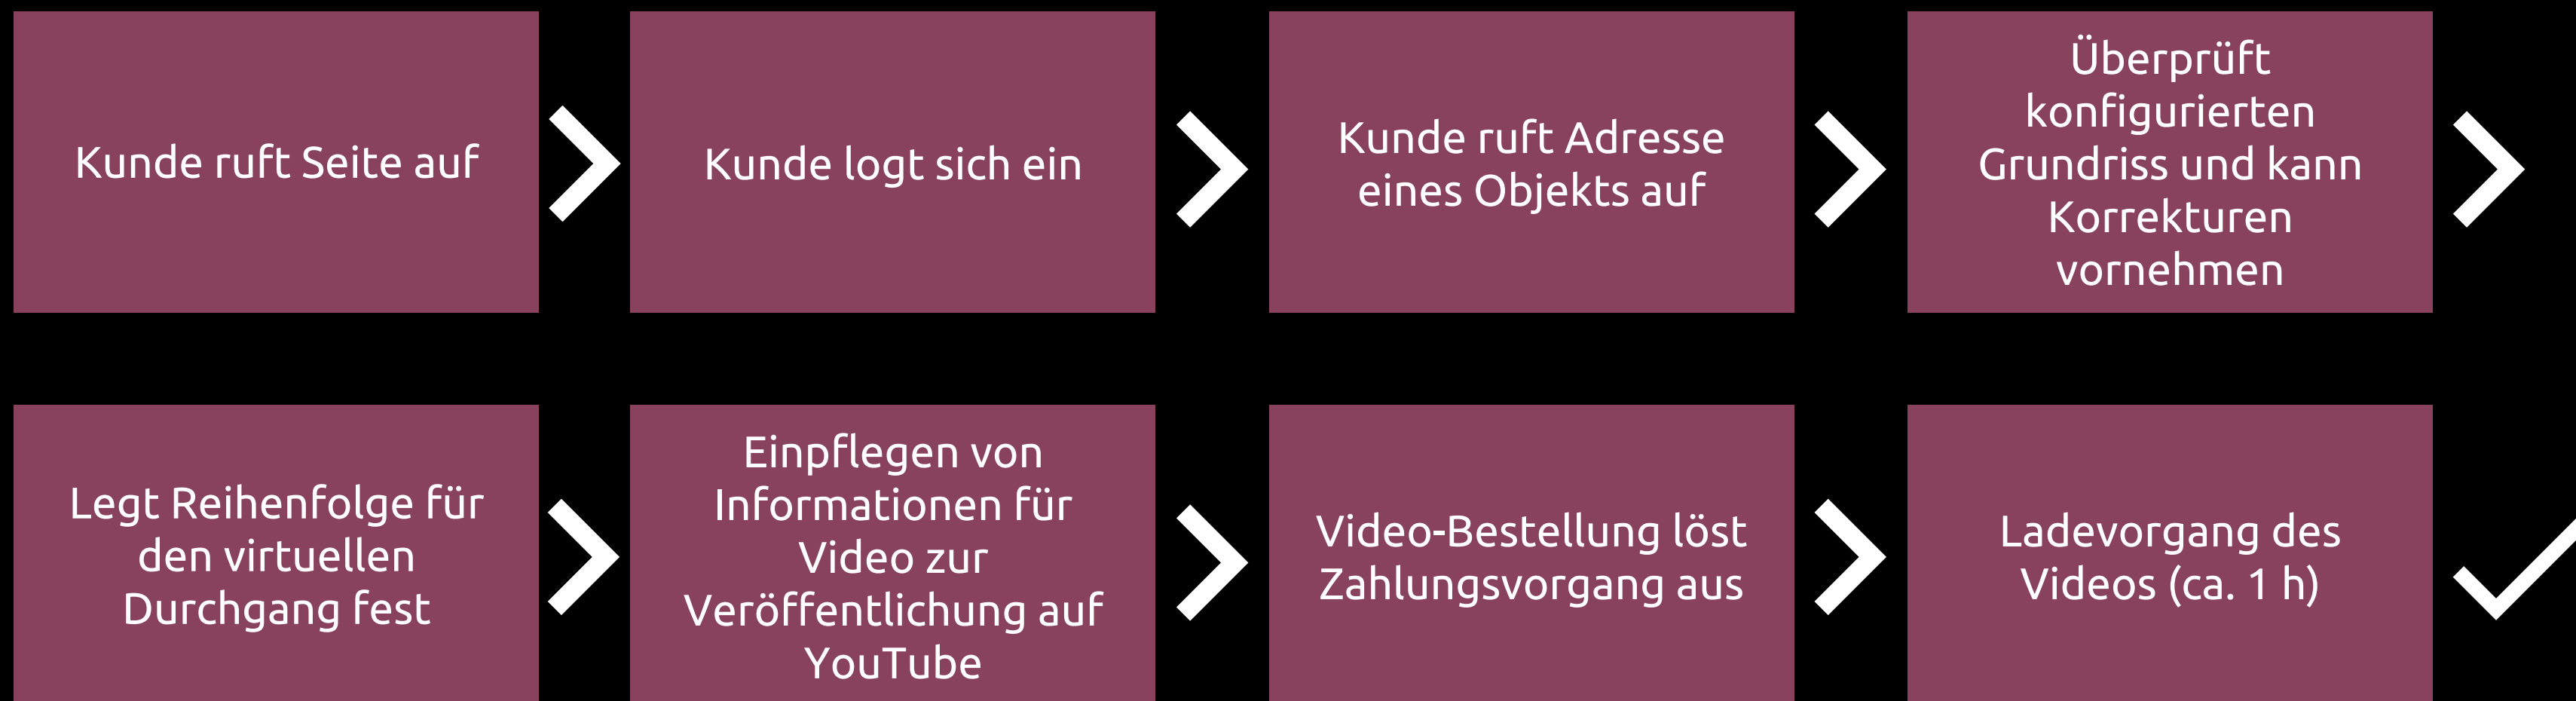 Kunde ruft Seite auf
Kunde logt sich ein
Kunde ruft Adresse
eines Objekts auf
Überprüft
konfigurierten
Grundriss und kann
Korrekturen
vornehmen
Legt Reihenfolge für
den virtuellen
Durchgang fest
Einpflegen von
Informationen für
Video zur
Veröffentlichung auf
YouTube
Video-Bestellung löst
Zahlungsvorgang aus
Ladevorgang des
Videos (ca. 1 h)